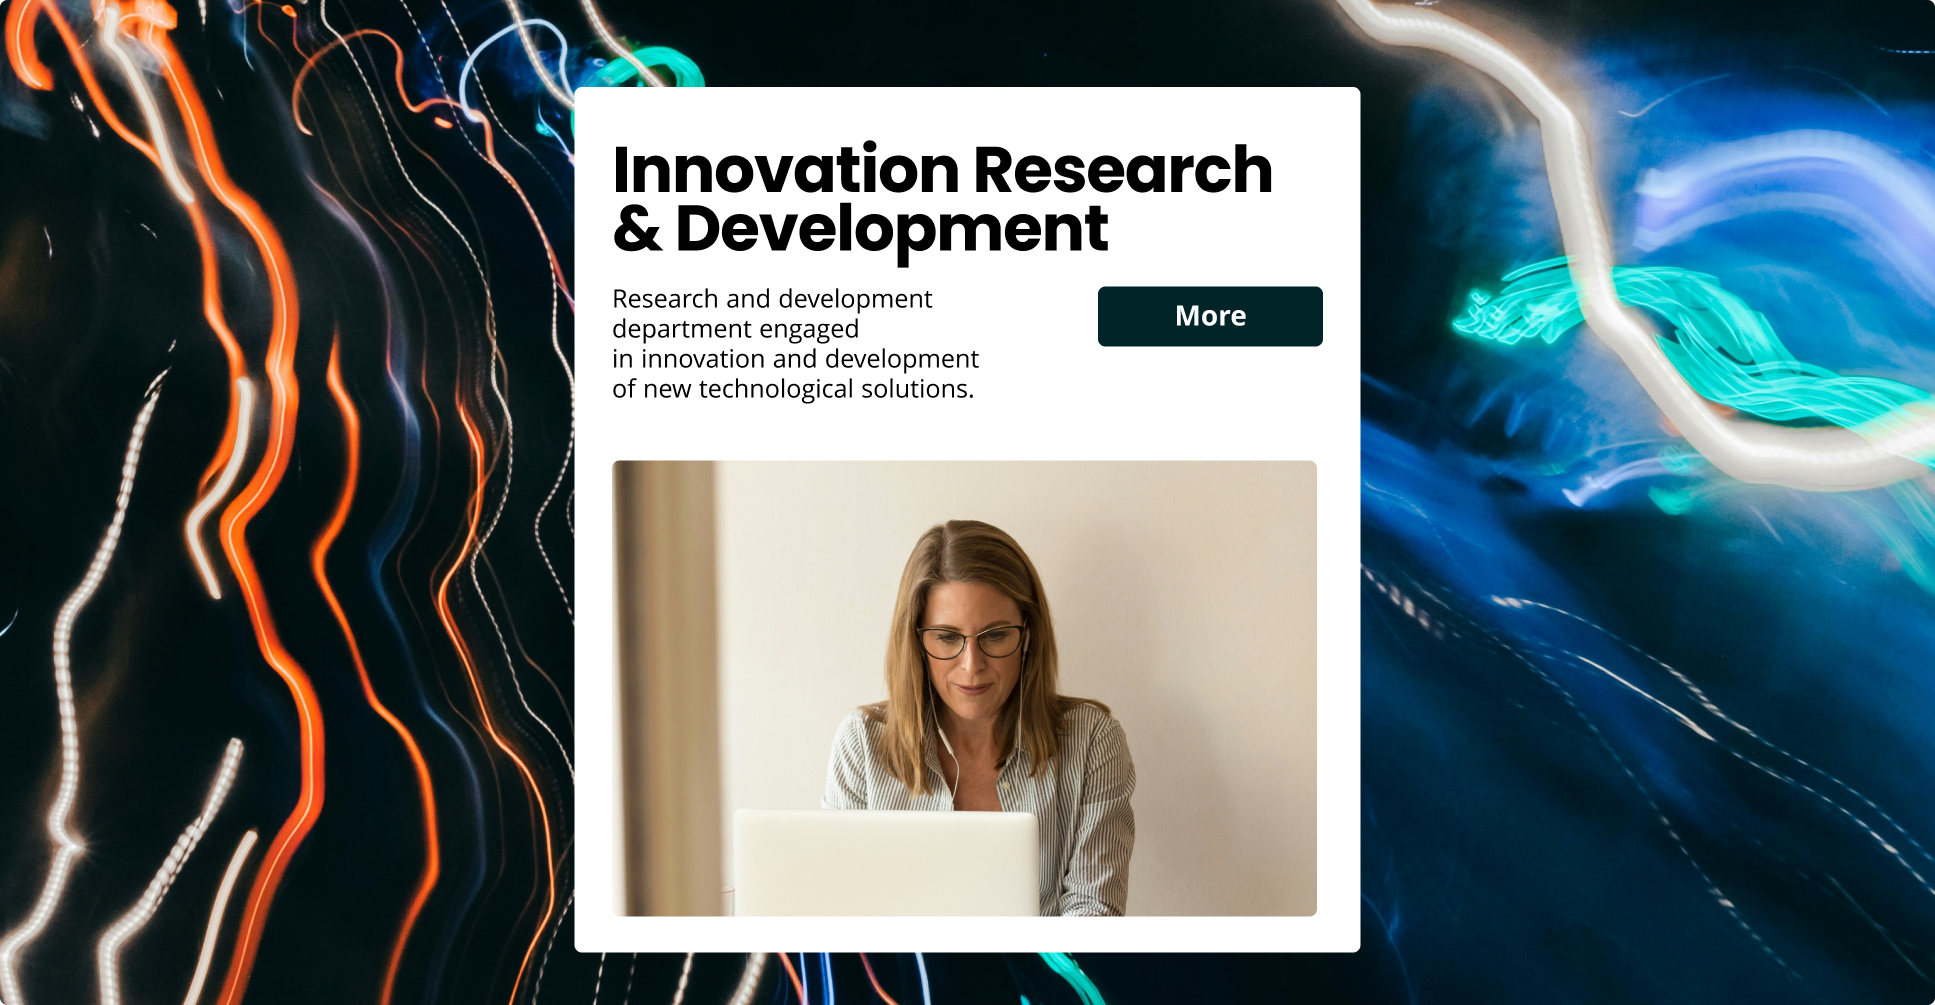 Innovation Research
& Development
Research and development
department engaged
in innovation and development
of new technological solutions.
More